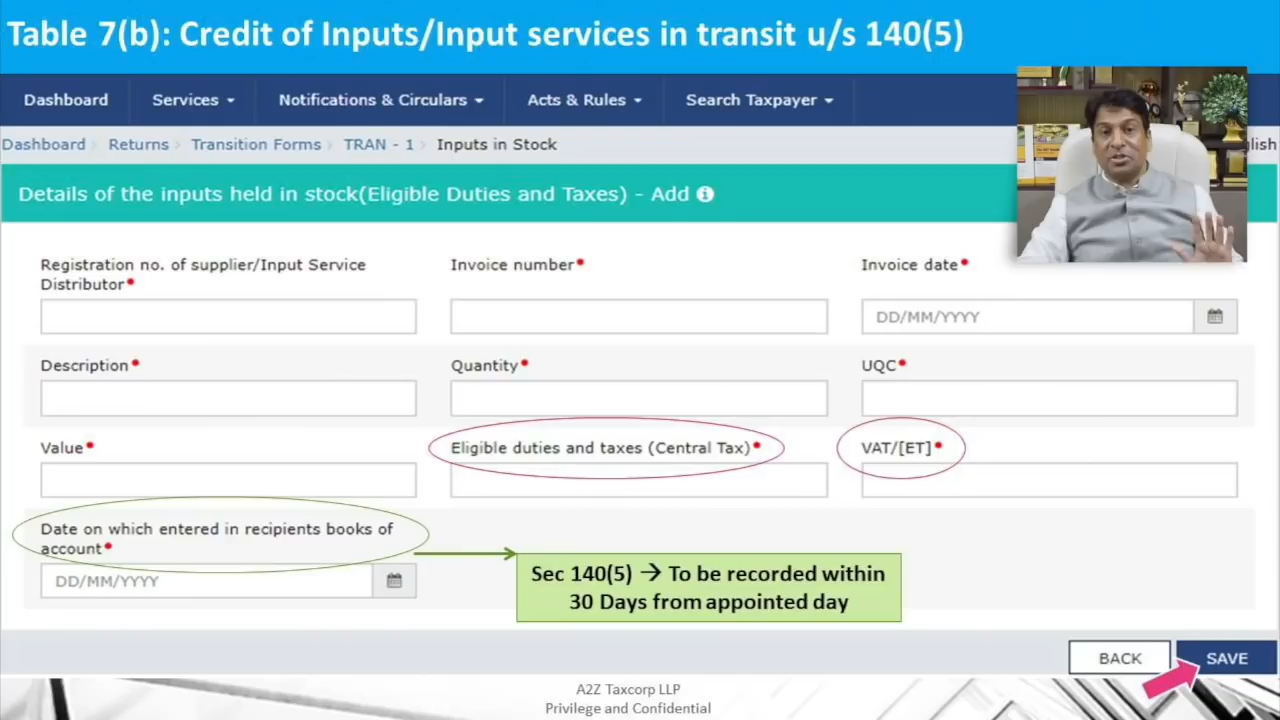 Table 7(b): Credit of Inputs/Input services in transit u/s 140(5)
Dashboard Services Notifications & Circulars Acts & Rules Search Taxpayer
Dashboard Returns Transition Forms TRAN - 1 Inputs in Stock glish
Details of the inputs held in stock(Eligible Duties and Taxes) - Add
Registration no. of supplier/Input Service
Distributor*
Invoice number*
Invoice date*
DD/MM/YYYY
Description*
Quantity*
UQC*
Value*
Eligible duties and taxes (Central Tax)*
VAT/[ET]*
Date on which entered in recipients books of
account*
DD/MM/YYYY
Sec 140(5) → To be recorded within
30 Days from appointed day
BACK SAVE
A2Z Taxcorp LLP
Privilege and Confidential